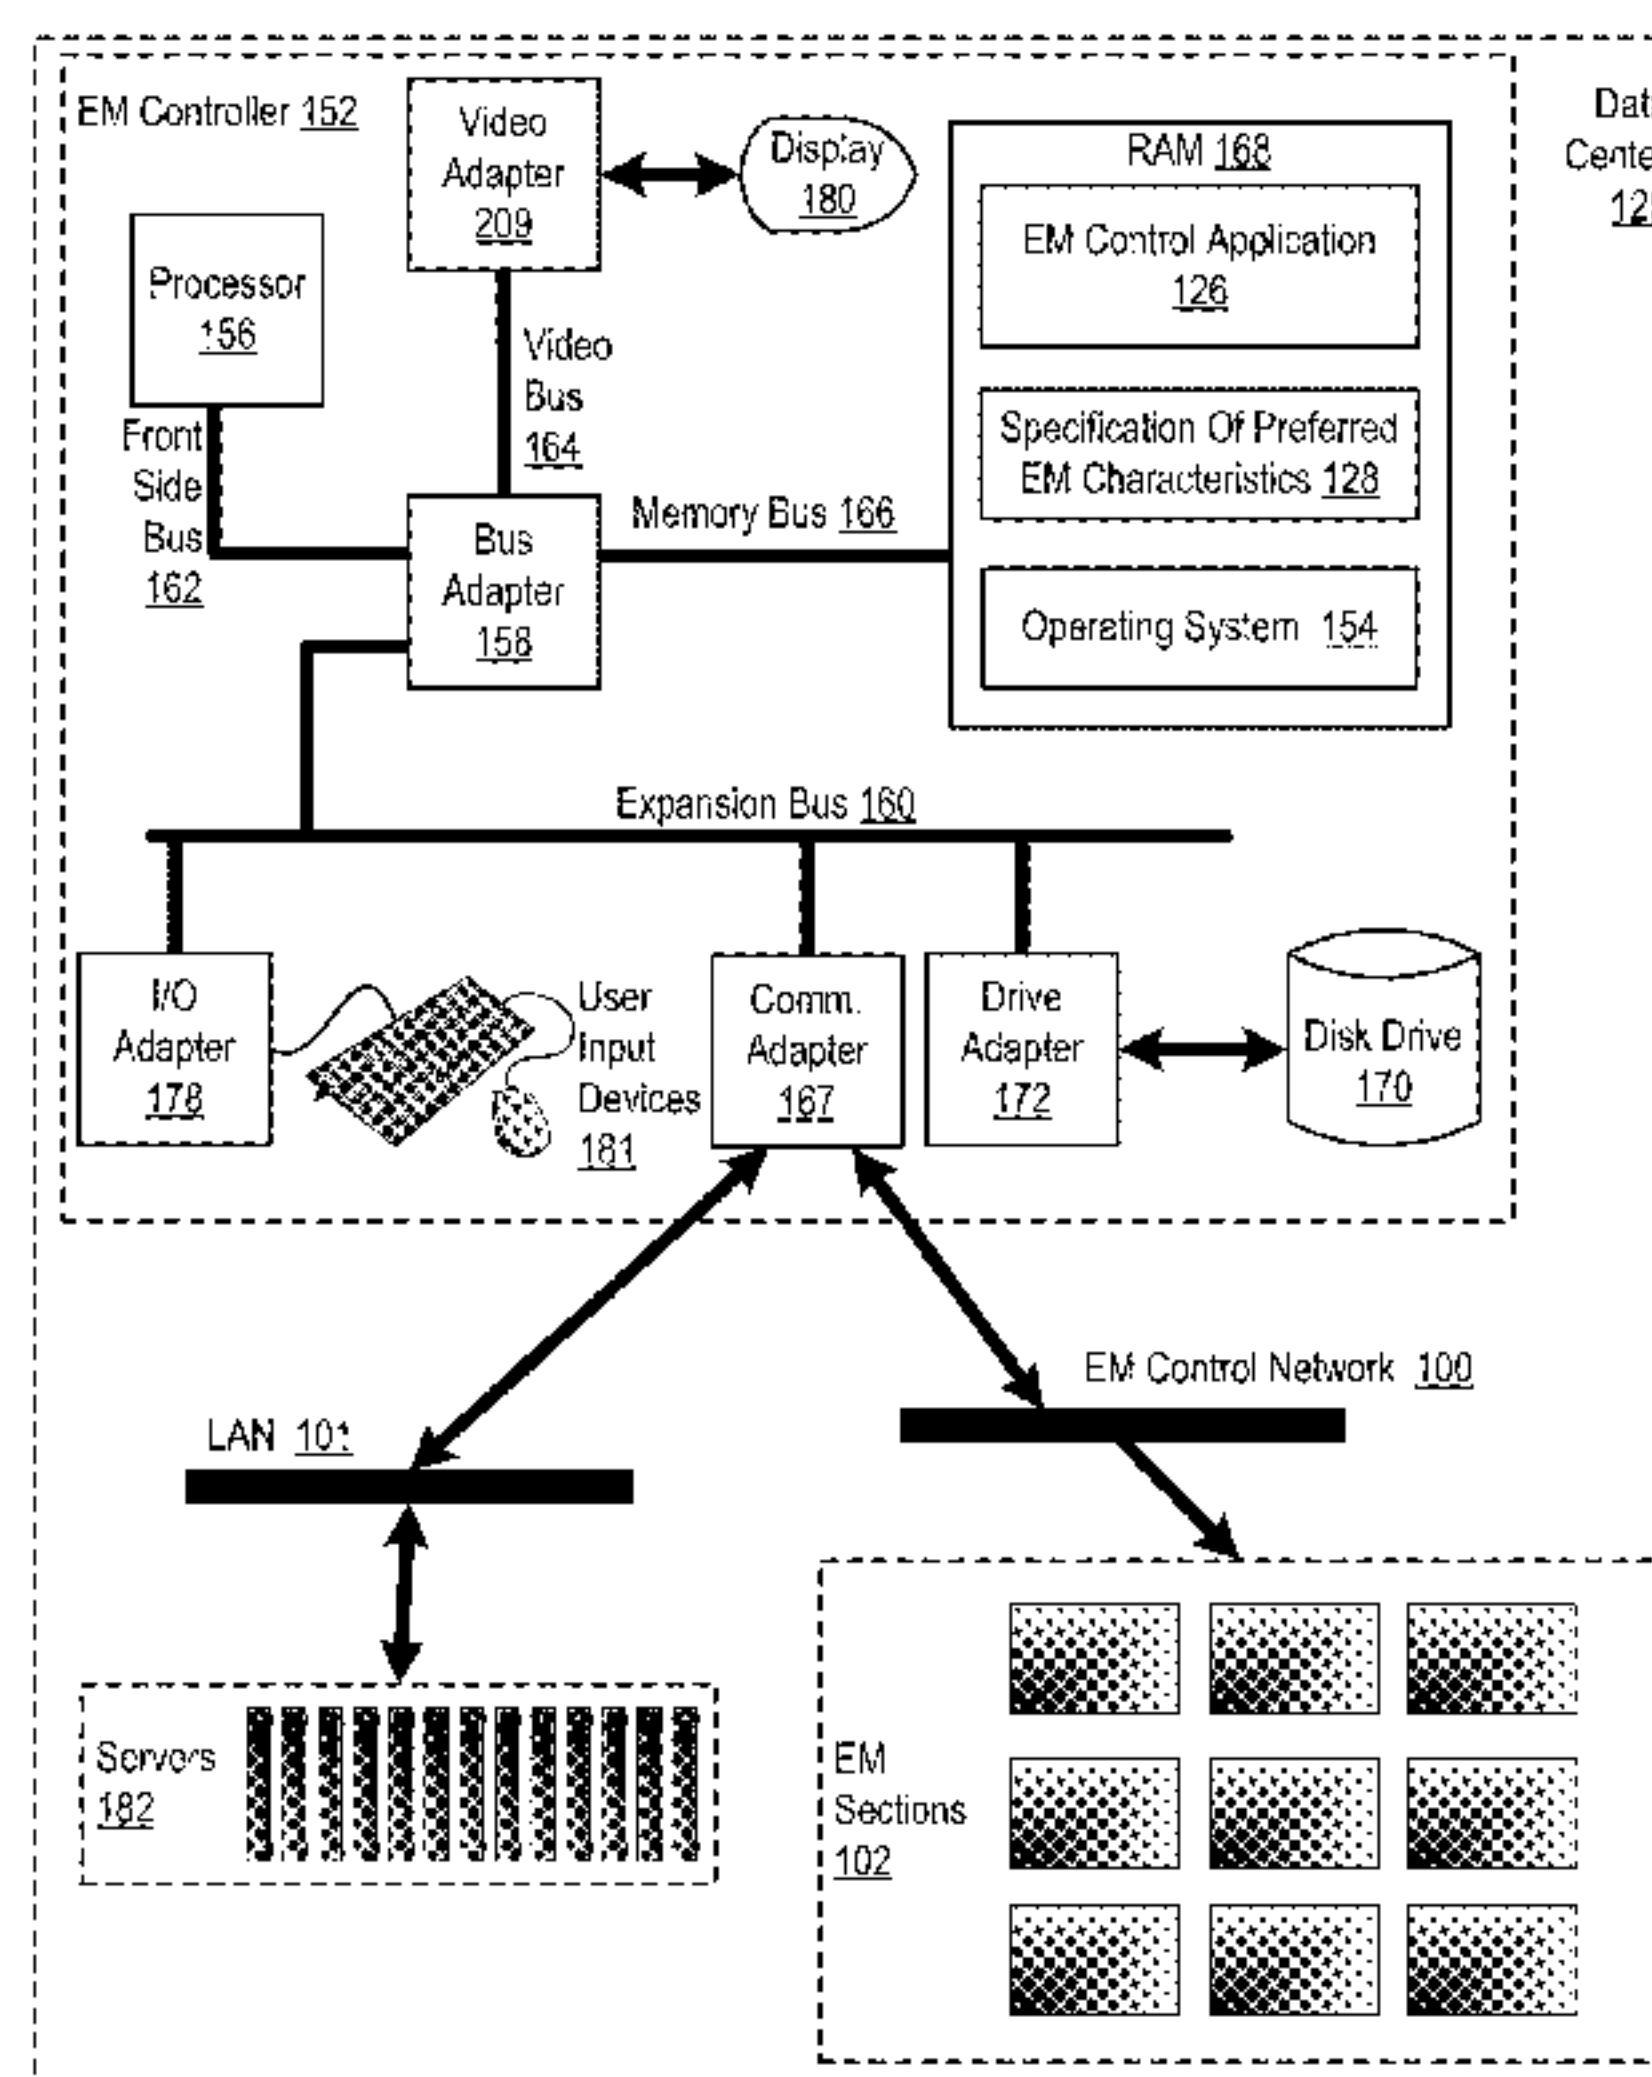 EM Controller 152
Video
Adapter
209
Display
180
RAM 168
EM Control Application
126
Specification Of Preferred
EM Characteristics 128
Operating System 154
Processor
156
Front
Side
Bus
162
Video
Bus
164
Bus
Adapter
158
Memory Bus 166
Expansion Bus 160
I/O
Adapter
178
User
Input
Devices
181
Comm.
Adapter
167
Drive
Adapter
172
Disk Drive
170
EM Control Network 100
LAN 101
Servers
182
EM
Sections
102